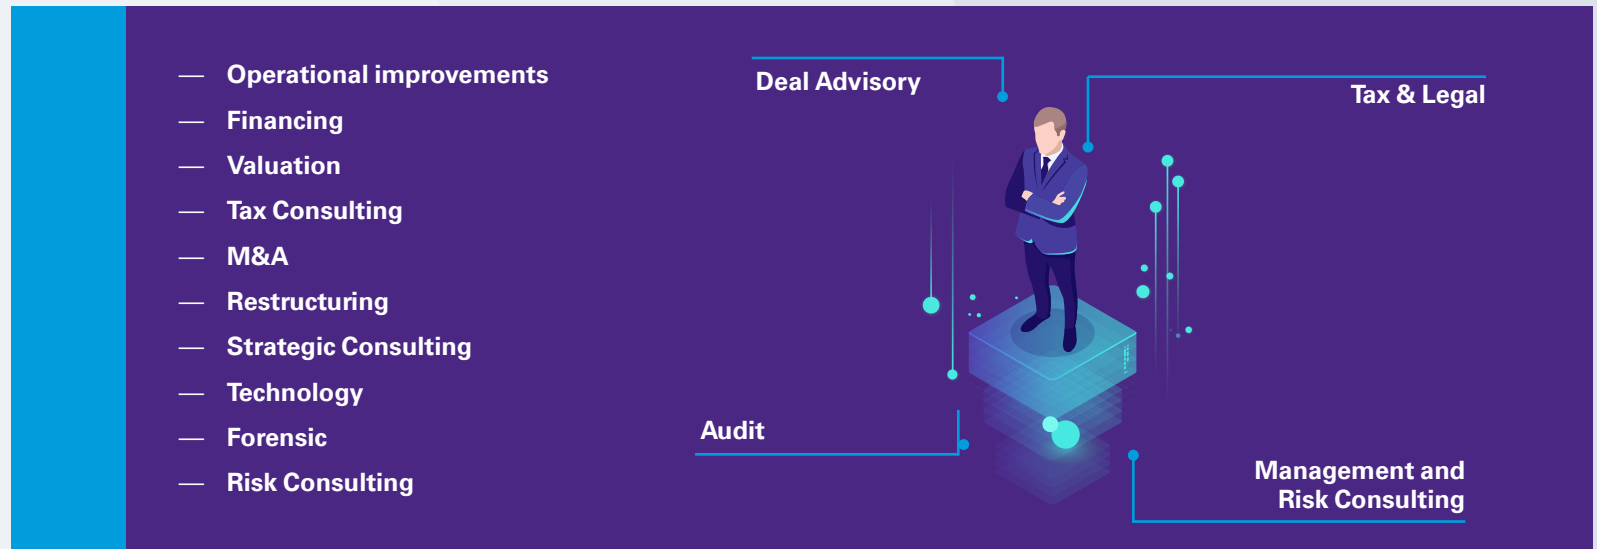 — Operational improvements
— Financing
— Valuation
— Tax Consulting
— M&A
— Restructuring
— Strategic Consulting
— Technology
— Forensic
— Risk Consulting
Deal Advisory
Tax & Legal
Audit
Management and
Risk Consulting